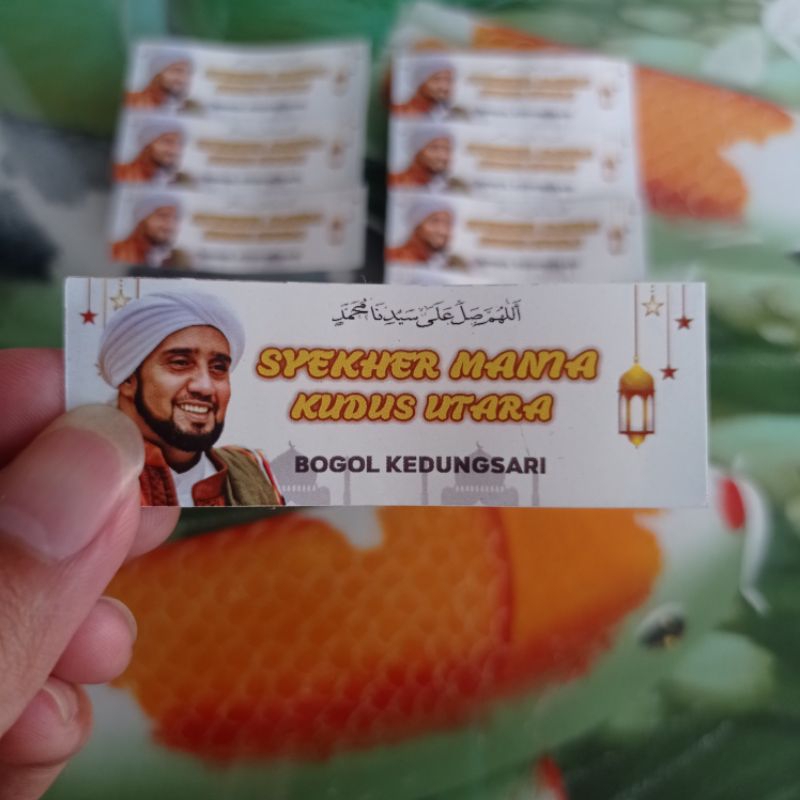 اَللّٰهُمَّ صَلِّ عَلَى سَيِّدِنَا مُحَمَّدٍ
SYEKHER MANIA
KUDUS UTARA
BOGOL KEDUNGSARI